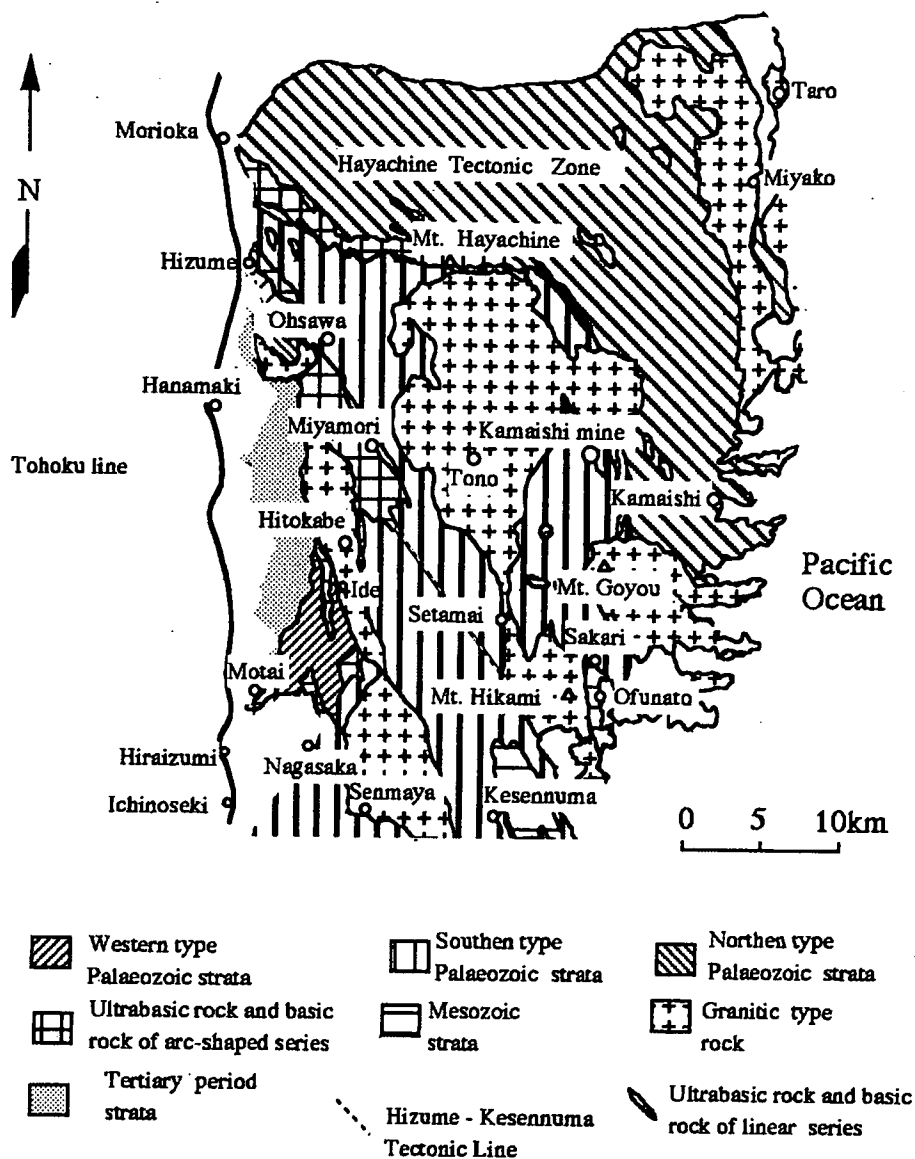 Taro
Morioka
Hayachine Tectonic Zone
Miyako
N
Mt. Hayachine
Hizume
Ohsawa
Hanamaki
Miyamori
Kamaishi mine
Tohoku line
Tono
Kamaishi
Hitokabe
Pacific
Ocean
Ide
Mt. Goyou
Setamai
Sakari
Motai
Mt. Hikami
Ofunato
Hiraizumi
Nagasaka
Ichinoseki
Senmaya
Kesennuma
0 5 10km
Western type
Palaeozoic strata
Southen type
Palaeozoic strata
Northen type
Palaeozoic strata
Ultrabasic rock and basic
rock of arc-shaped series
Mesozoic
strata
Granitic type
rock
Tertiary period
strata
Hizume - Kesennuma
Tectonic Line
Ultrabasic rock and basic
rock of linear series